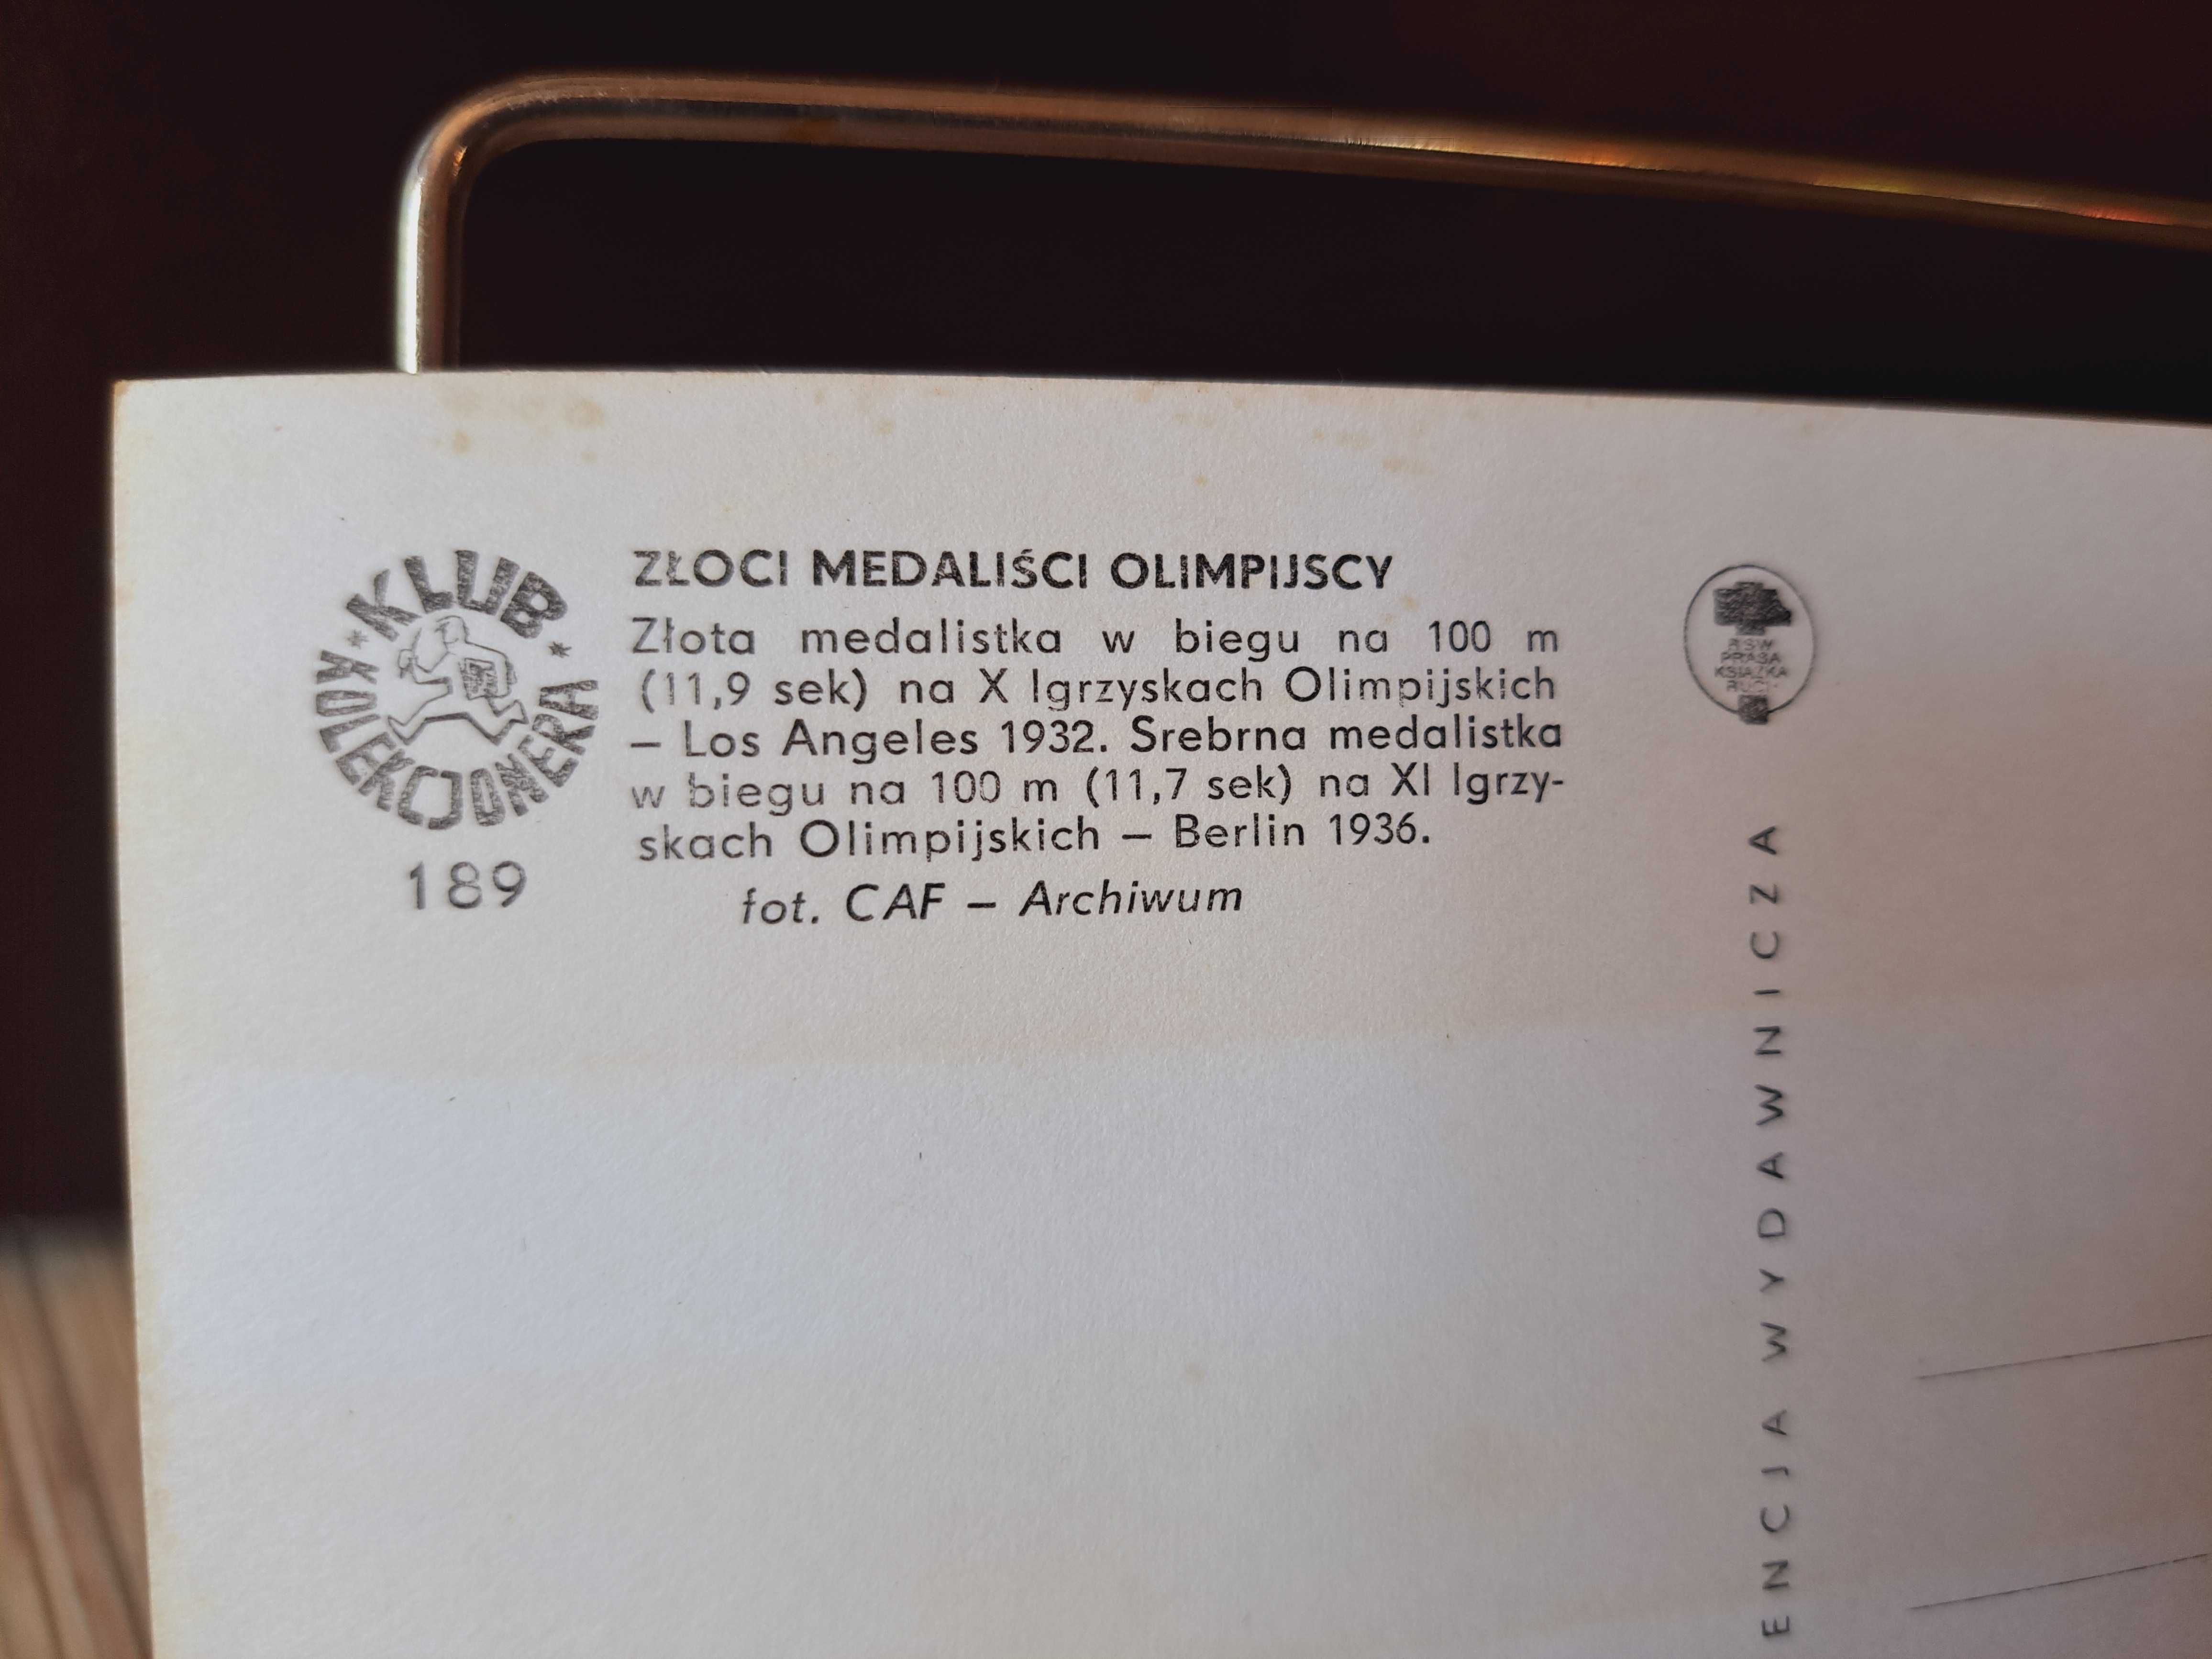 KLUB
KOLEKCJONERA
189
ZŁOCI MEDALIŚCI OLIMPIJSCY
Złota medalistka w biegu na 100 m
(11,9 sek) na X Igrzyskach Olimpijskich
– Los Angeles 1932. Srebrna medalistka
w biegu na 100 m (11,7 sek) na XI Igrzy-
skach Olimpijskich – Berlin 1936.
fot. CAF – Archiwum
RSW
PRASA
KSIĄŻKA
RUCH
ENCJA WYDAWNICZA